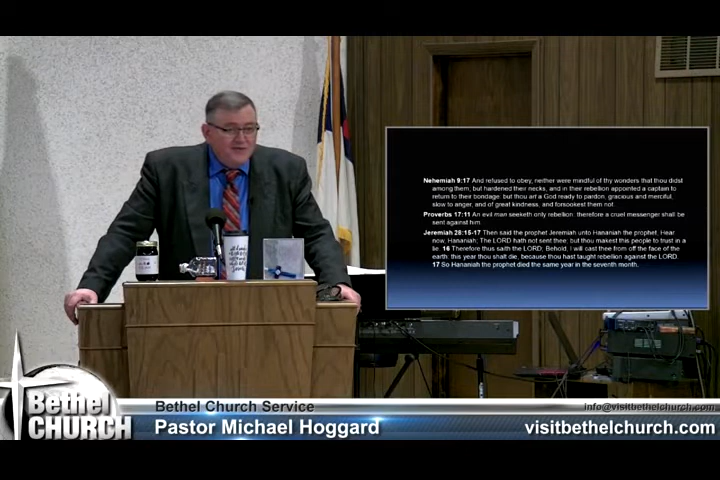 Nehemiah 9:17 And refused to obey, neither were mindful of thy wonders that thou didst
among them; but hardened their necks, and in their rebellion appointed a captain to
return to their bondage: but thou art a God ready to pardon, gracious and merciful,
slow to anger, and of great kindness, and forsookest them not.
Proverbs 17:11 An evil man seeketh only rebellion: therefore a cruel messenger shall be
sent against him.
Jeremiah 28:15-17 Then said the prophet Jeremiah unto Hananiah the prophet, Hear
now, Hananiah; The LORD hath not sent thee; but thou makest this people to trust in a
lie. 16 Therefore thus saith the LORD; Behold, I will cast thee from off the face of the
earth: this year thou shalt die, because thou hast taught rebellion against the LORD.
17 So Hananiah the prophet died the same year in the seventh month.
Bethel
CHURCH
Bethel Church Service
info@visitbethelchurch.com
Pastor Michael Hoggard
visitbethelchurch.com